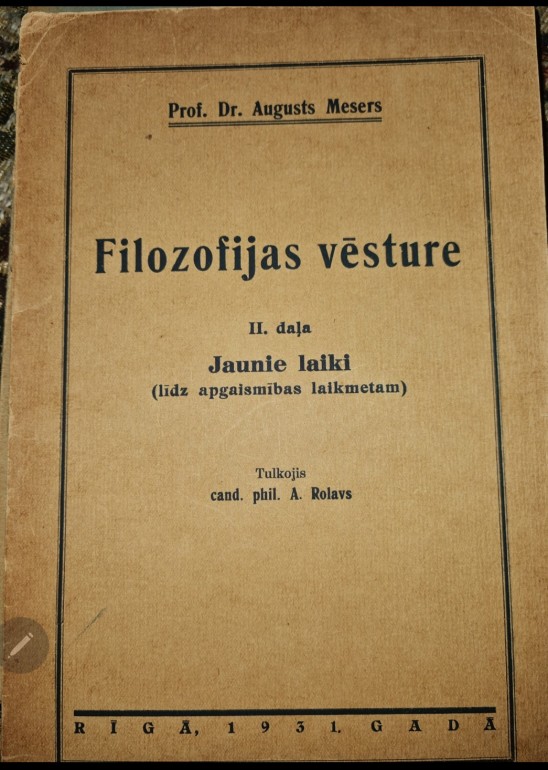 Prof. Dr. Augusts Mesers
Filozofijas vēsture
II. daļa
Jaunie laiki
(līdz apgaismības laikmetam)
Tulkojis
cand. phil. A. Rolavs
RĪGĀ, 1931. GADĀ